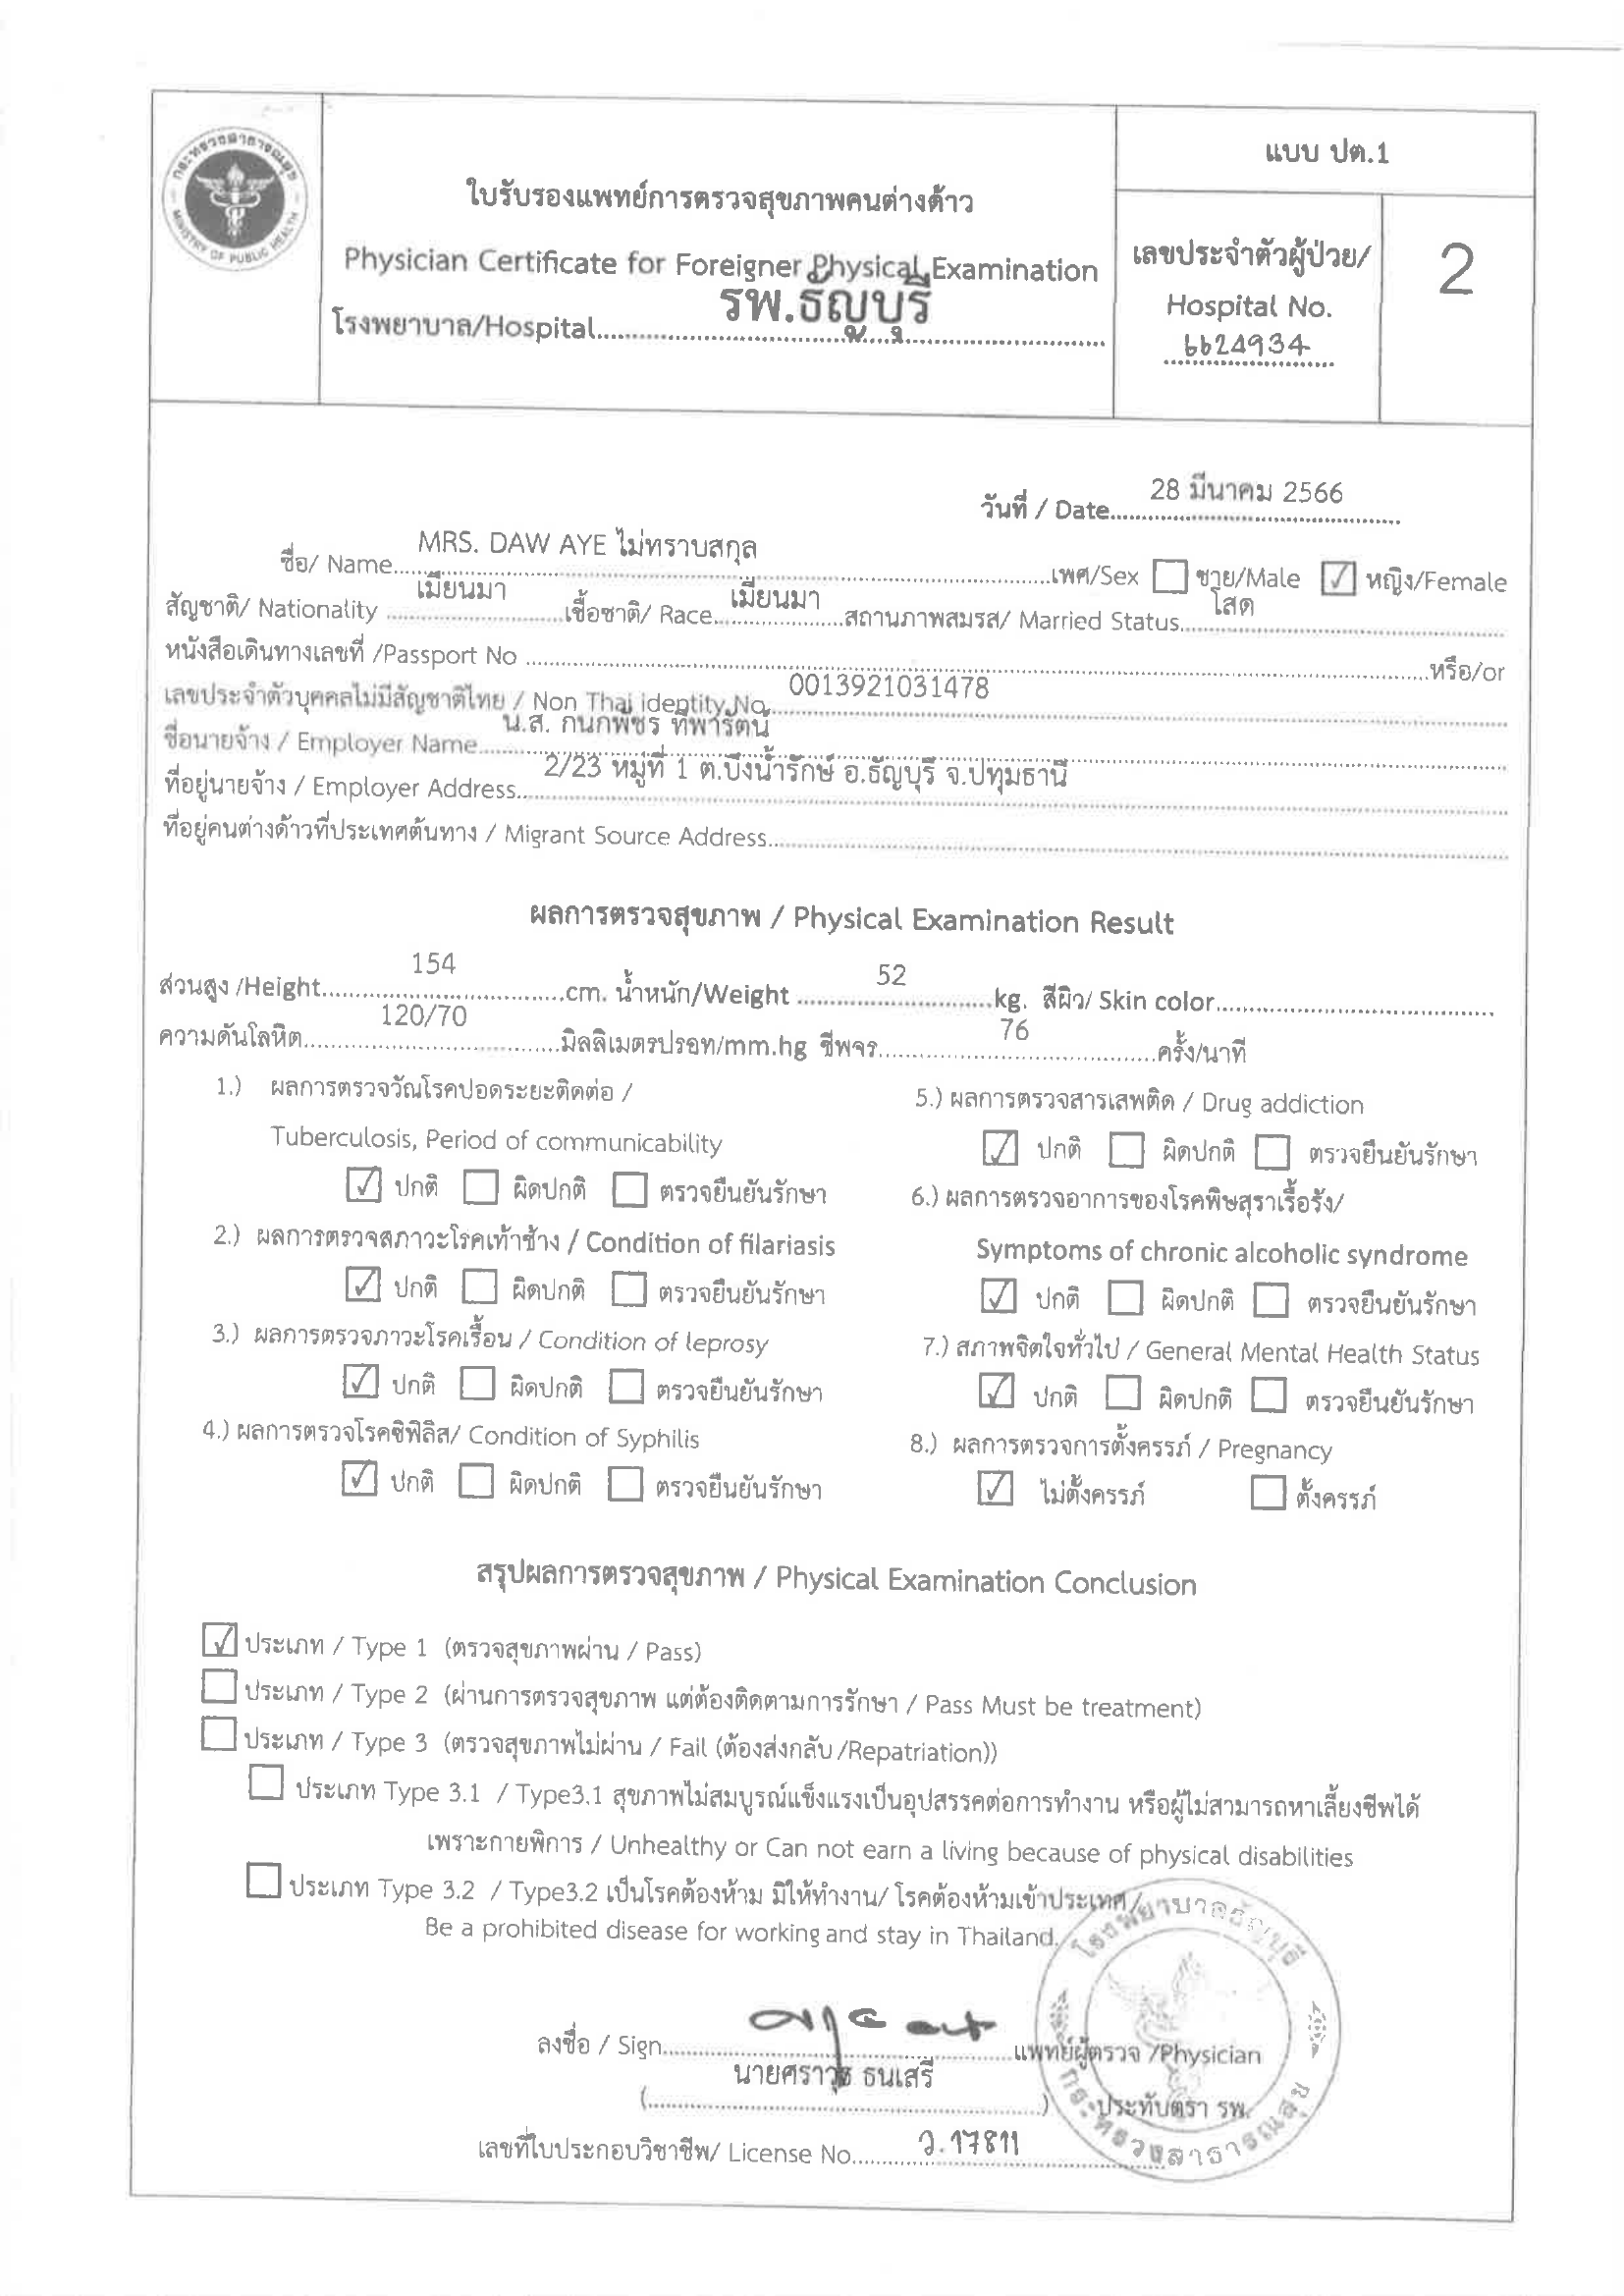 กระทรวงสาธารณสุข
MINISTRY OF PUBLIC HEALTH
ใบรับรองแพทย์การตรวจสุขภาพคนต่างด้าว
Physician Certificate for Foreigner Physical Examination
โรงพยาบาล/Hospital รพ.ธัญบุรี
แบบ ปต.1
เลขประจำตัวผู้ป่วย/
Hospital No.
6624934
2
วันที่ / Date 28 มีนาคม 2566
ชื่อ/ Name MRS. DAW AYE ไม่ทราบสกุล เพศ/Sex ☐ ชาย/Male ☑ หญิง/Female
สัญชาติ/ Nationality เมียนมา เชื้อชาติ/ Race เมียนมา สถานภาพสมรส/ Married Status โสด
หนังสือเดินทางเลขที่ /Passport No หรือ/or
เลขประจำตัวบุคคลไม่มีสัญชาติไทย / Non Thai identity No 0013921031478
ชื่อนายจ้าง / Employer Name น.ส. กนกพัชร ทิพารัตน์
ที่อยู่นายจ้าง / Employer Address 2/23 หมู่ที่ 1 ต.บึงน้ำรักษ์ อ.ธัญบุรี จ.ปทุมธานี
ที่อยู่คนต่างด้าวที่ประเทศต้นทาง / Migrant Source Address
ผลการตรวจสุขภาพ / Physical Examination Result
ส่วนสูง /Height 154 cm. น้ำหนัก/Weight 52 kg. สีผิว/ Skin color
ความดันโลหิต 120/70 มิลลิเมตรปรอท/mm.hg ชีพจร 76 ครั้ง/นาที
1.) ผลการตรวจวัณโรคปอดระยะติดต่อ /
Tuberculosis, Period of communicability
☑ ปกติ ☐ ผิดปกติ ☐ ตรวจยืนยันรักษา
2.) ผลการตรวจสภาวะโรคเท้าช้าง / Condition of filariasis
☑ ปกติ ☐ ผิดปกติ ☐ ตรวจยืนยันรักษา
3.) ผลการตรวจภาวะโรคเรื้อน / Condition of leprosy
☑ ปกติ ☐ ผิดปกติ ☐ ตรวจยืนยันรักษา
4.) ผลการตรวจโรคซิฟิลิส/ Condition of Syphilis
☑ ปกติ ☐ ผิดปกติ ☐ ตรวจยืนยันรักษา
5.) ผลการตรวจสารเสพติด / Drug addiction
☑ ปกติ ☐ ผิดปกติ ☐ ตรวจยืนยันรักษา
6.) ผลการตรวจอาการของโรคพิษสุราเรื้อรัง/
Symptoms of chronic alcoholic syndrome
☑ ปกติ ☐ ผิดปกติ ☐ ตรวจยืนยันรักษา
7.) สภาพจิตใจทั่วไป / General Mental Health Status
☑ ปกติ ☐ ผิดปกติ ☐ ตรวจยืนยันรักษา
8.) ผลการตรวจการตั้งครรภ์ / Pregnancy
☑ ไม่ตั้งครรภ์ ☐ ตั้งครรภ์
สรุปผลการตรวจสุขภาพ / Physical Examination Conclusion
☑ ประเภท / Type 1 (ตรวจสุขภาพผ่าน / Pass)
☐ ประเภท / Type 2 (ผ่านการตรวจสุขภาพ แต่ต้องติดตามการรักษา / Pass Must be treatment)
☐ ประเภท / Type 3 (ตรวจสุขภาพไม่ผ่าน / Fail (ต้องส่งกลับ /Repatriation))
☐ ประเภท Type 3.1 / Type3.1 สุขภาพไม่สมบูรณ์แข็งแรงเป็นอุปสรรคต่อการทำงาน หรือผู้ไม่สามารถหาเลี้ยงชีพได้
เพราะกายพิการ / Unhealthy or Can not earn a living because of physical disabilities
☐ ประเภท Type 3.2 / Type3.2 เป็นโรคต้องห้าม มิให้ทำงาน/ โรคต้องห้ามเข้าประเทศ/
Be a prohibited disease for working and stay in Thailand.
โรงพยาบาลธัญบุรี
กระทรวงสาธารณสุข
ลงชื่อ / Sign แพทย์ผู้ตรวจ /Physician
(นายศราวุธ ธนเสรี) ประทับตรา รพ.
เลขที่ใบประกอบวิชาชีพ/ License No. ว.17811